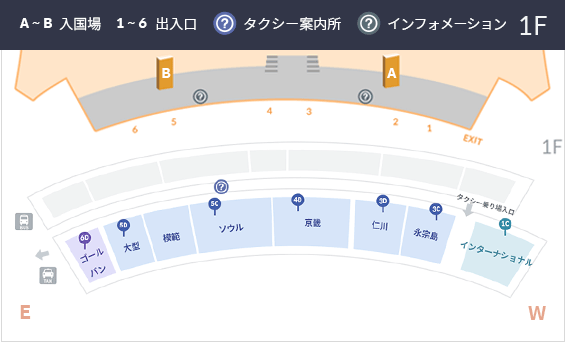 A~B 入国場 1~6 出入口 ? タクシー案内所 ? インフォメーション 1F
B
A
?
?
6
5
4
3
2
1
EXIT
1F
?
タクシー乗り場入口
6D
ゴールバン
5D
大型
模範
5C
ソウル
4D
京畿
3D
仁川
3C
永宗島
1C
インターナショナル
TAXI
E
W